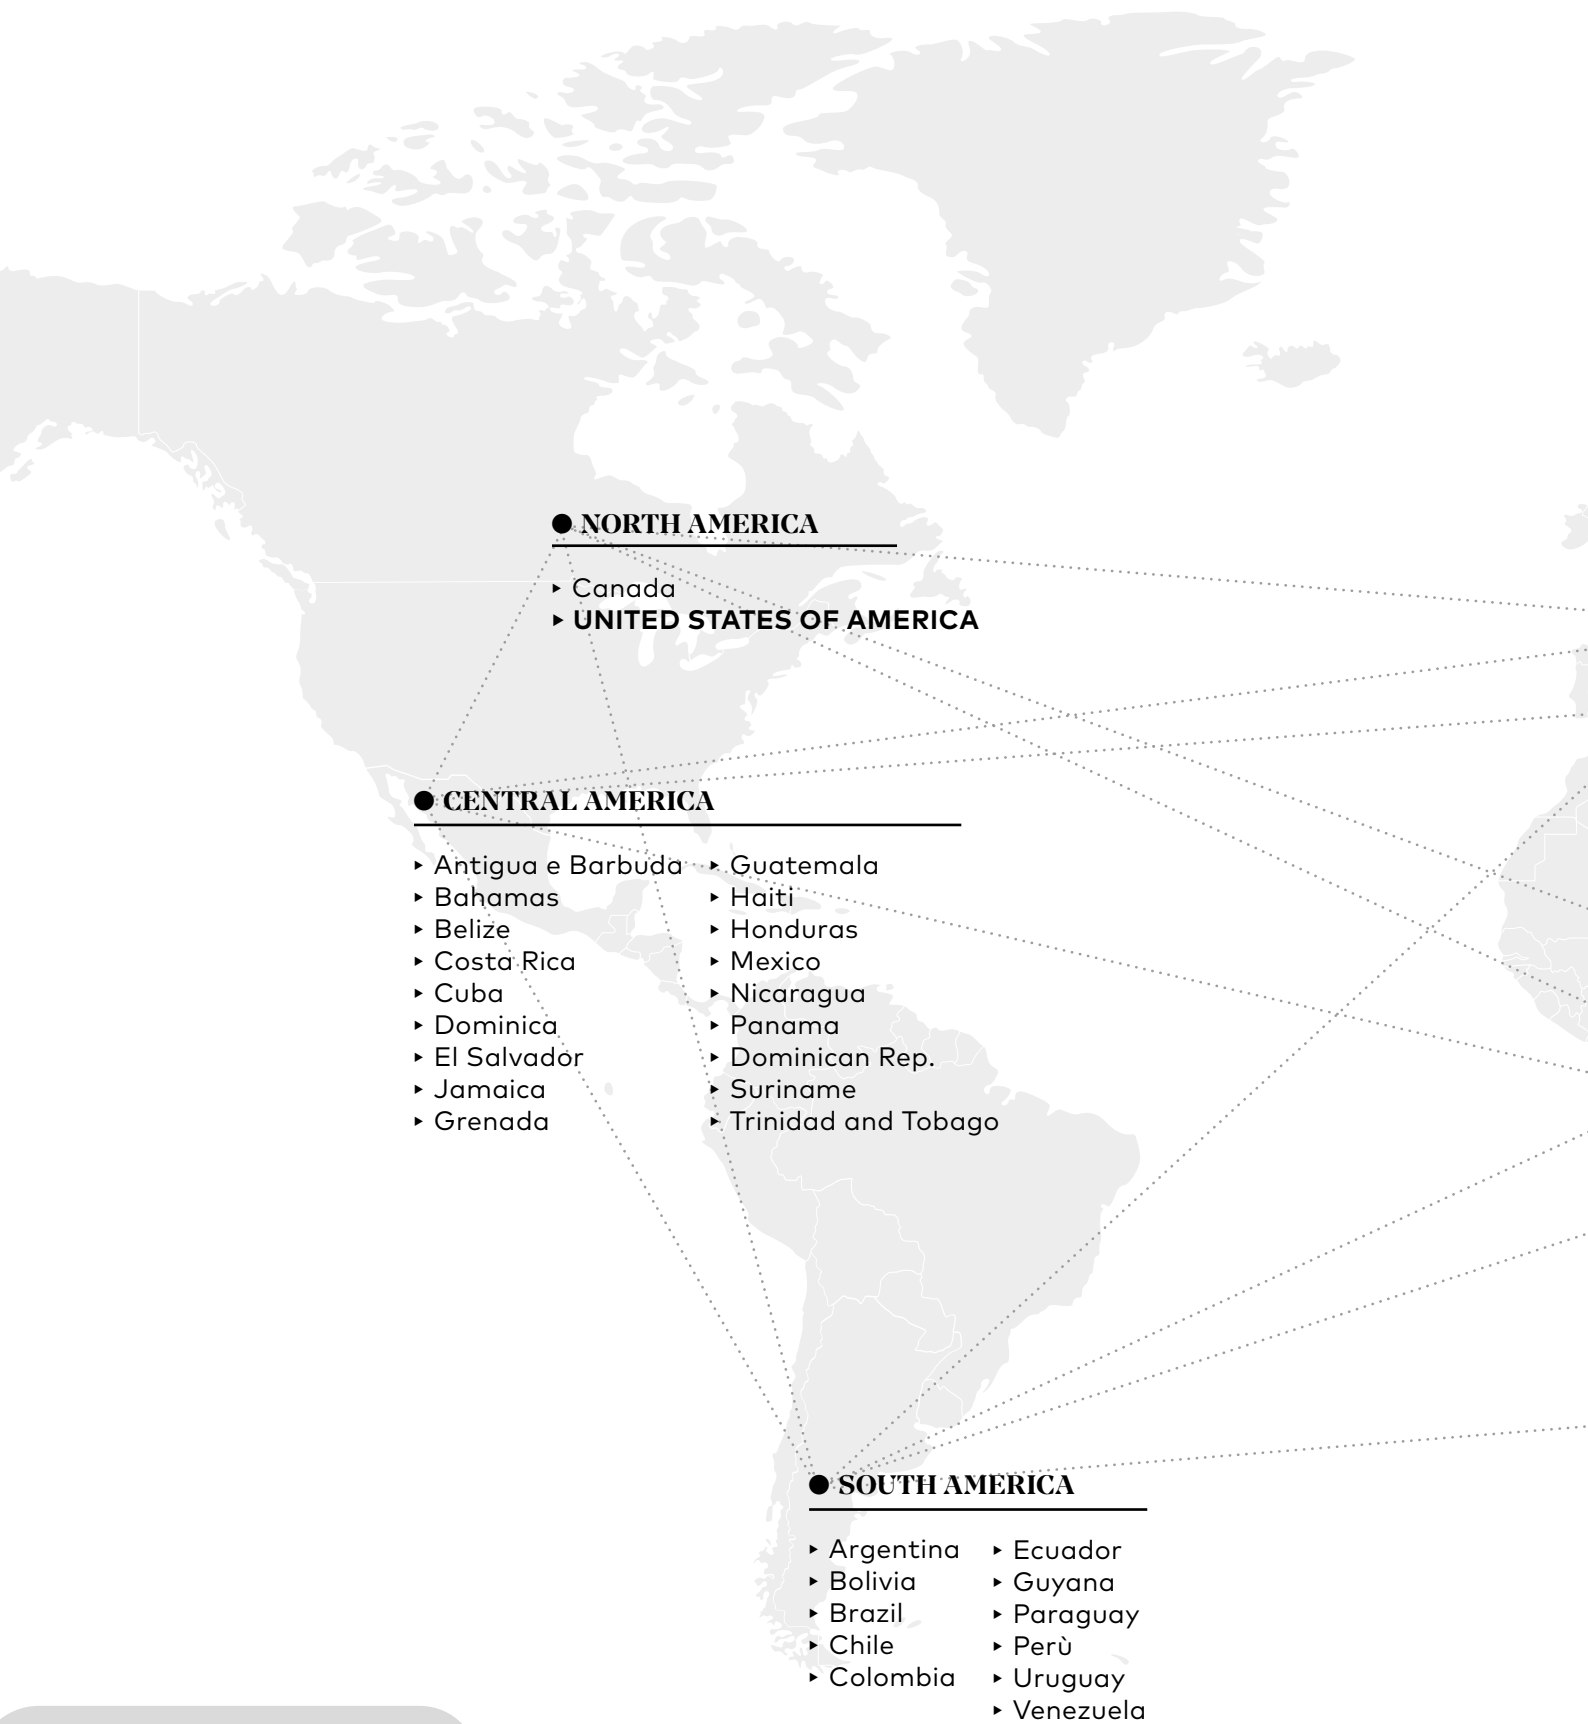 NORTH AMERICA
Canada
UNITED STATES OF AMERICA
CENTRAL AMERICA
Antigua e Barbuda
Bahamas
Belize
Costa Rica
Cuba
Dominica
El Salvador
Jamaica
Grenada
Guatemala
Haiti
Honduras
Mexico
Nicaragua
Panama
Dominican Rep.
Suriname
Trinidad and Tobago
SOUTH AMERICA
Argentina
Bolivia
Brazil
Chile
Colombia
Ecuador
Guyana
Paraguay
Perù
Uruguay
Venezuela